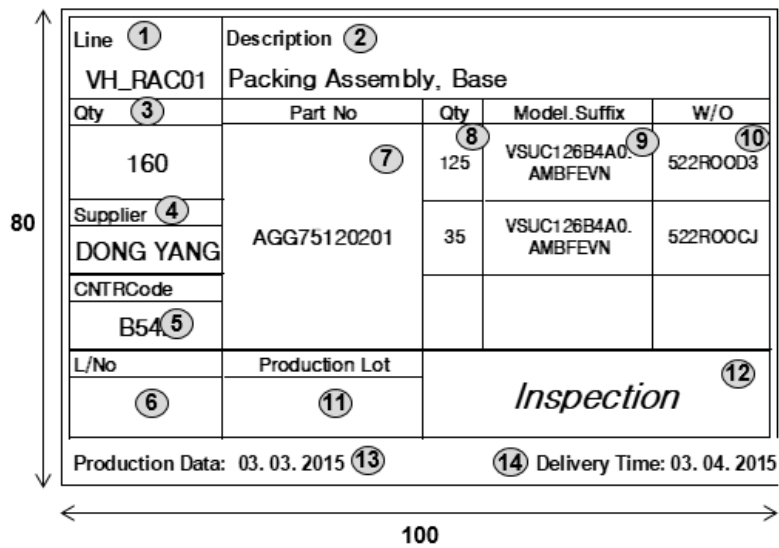 Line 1 Description 2
VH_RAC01 Packing Assembly, Base
Qty 3 Part No Qty Model.Suffix W/O
160 7 8 125 VSUC126B4A0. AMBFEVN 9 522ROOD3 10
Supplier 4
DONG YANG AGG75120201 35 VSUC126B4A0. AMBFEVN 522ROOCJ
CNTRCode
B54 5
L/No Production Lot
6 11 Inspection 12
Production Data: 03. 03. 2015 13 14 Delivery Time: 03. 04. 2015
80
100